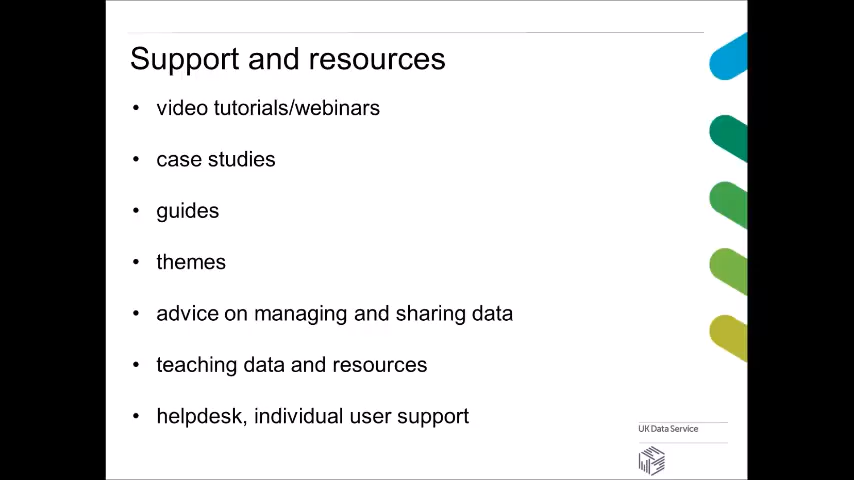 Support and resources
• video tutorials/webinars
• case studies
• guides
• themes
• advice on managing and sharing data
• teaching data and resources
• helpdesk, individual user support
UK Data Service